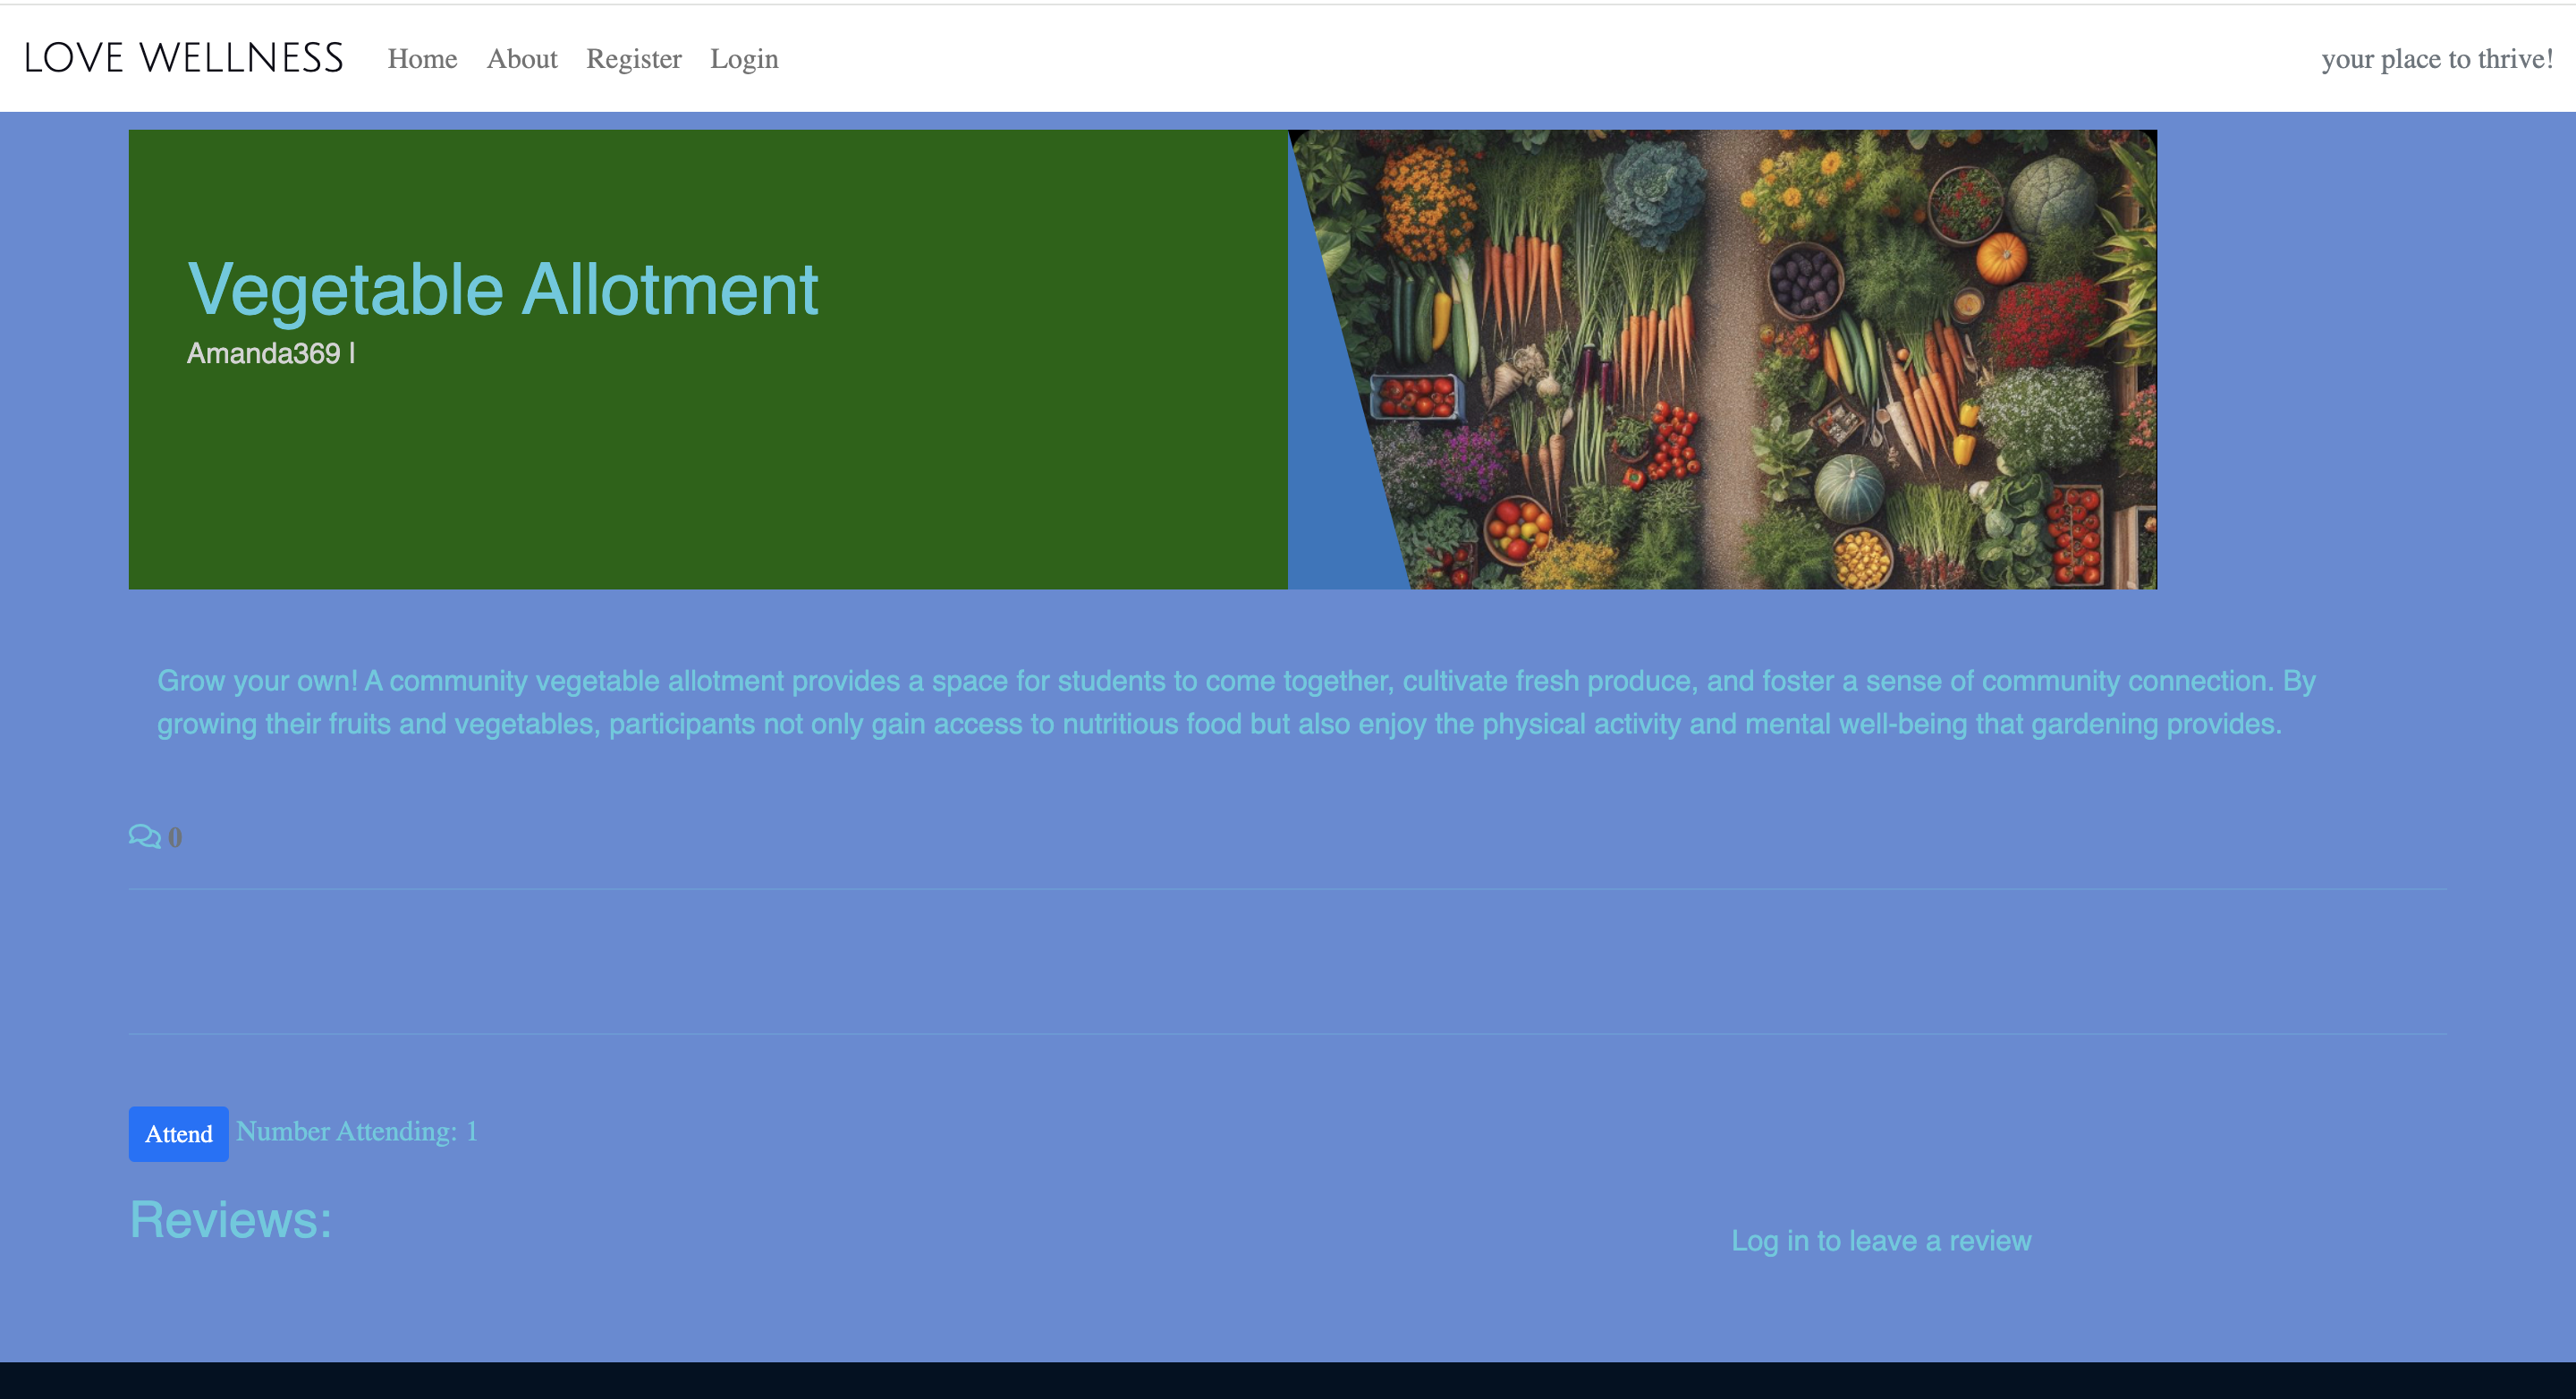 LOVE WELLNESS Home About Register Login your place to thrive!
Vegetable Allotment
Amanda369 |
Grow your own! A community vegetable allotment provides a space for students to come together, cultivate fresh produce, and foster a sense of community connection. By
growing their fruits and vegetables, participants not only gain access to nutritious food but also enjoy the physical activity and mental well-being that gardening provides.
0
Attend Number Attending: 1
Reviews:
Log in to leave a review